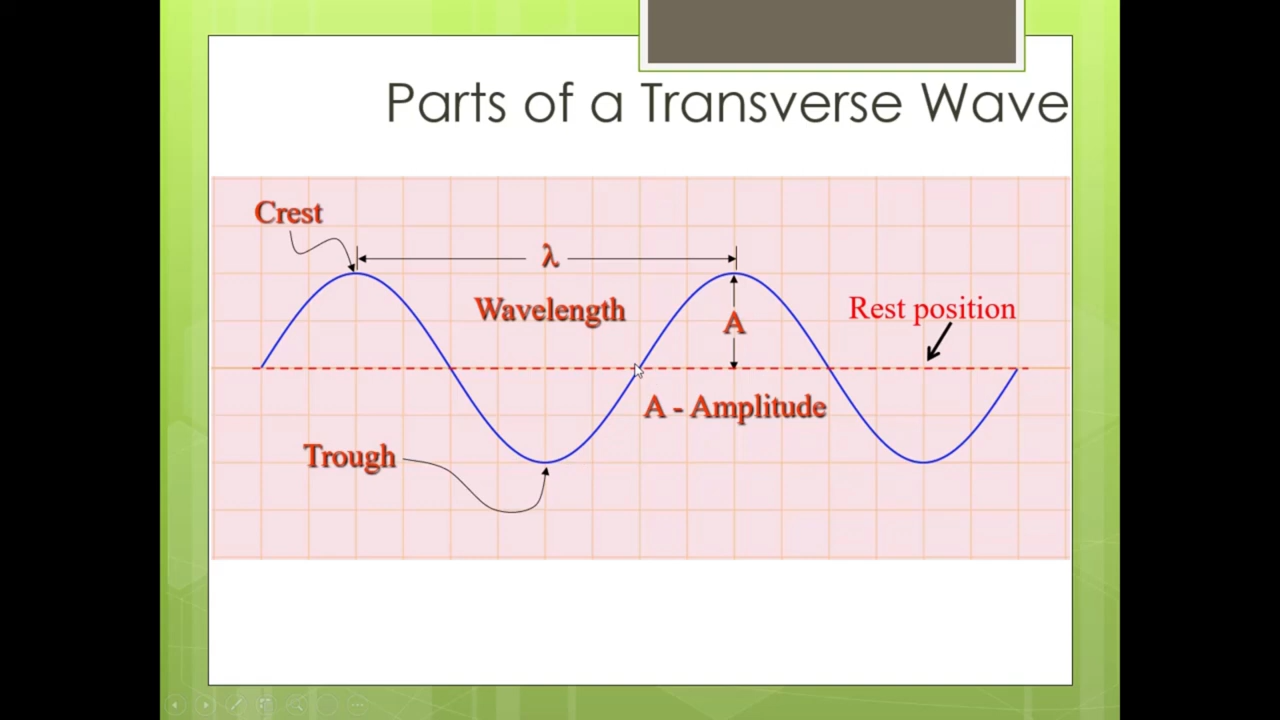 Parts of a Transverse Wave
Crest
λ
Wavelength
A
Rest position
A - Amplitude
Trough